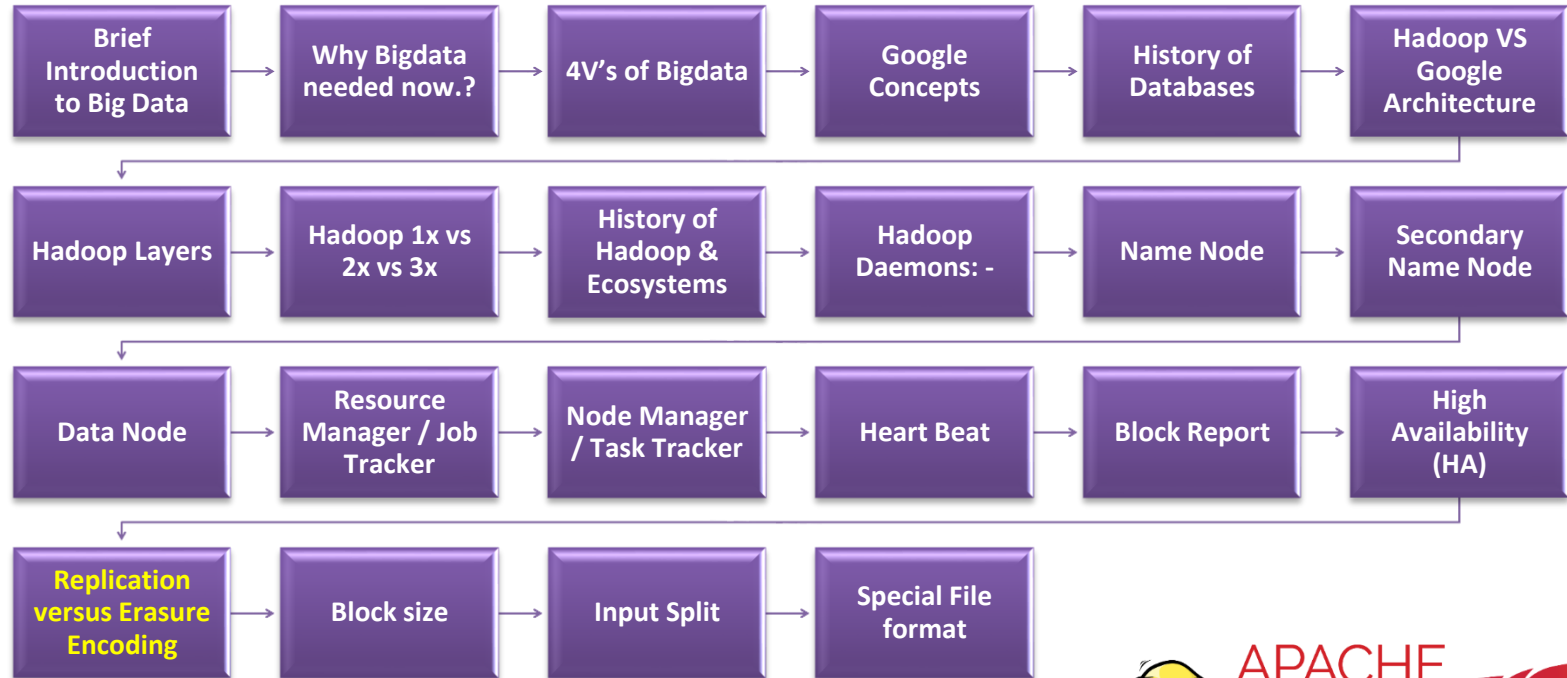 Brief
Introduction
to Big Data
Why Bigdata
needed now.?
4V’s of Bigdata
Google
Concepts
History of
Databases
Hadoop VS
Google
Architecture
Hadoop Layers
Hadoop 1x vs
2x vs 3x
History of
Hadoop &
Ecosystems
Hadoop
Daemons: -
Name Node
Secondary
Name Node
Data Node
Resource
Manager / Job
Tracker
Node Manager
/ Task Tracker
Heart Beat
Block Report
High
Availability
(HA)
Replication
versus Erasure
Encoding
Block size
Input Split
Special File
format
APACHE